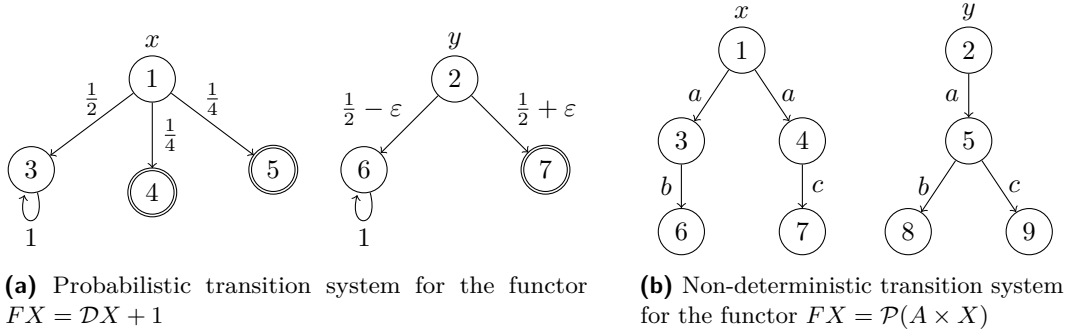 x
1
1/2
1/4
1/4
3
4
5
1
y
2
1/2 − ε
1/2 + ε
6
7
1
x
1
a
a
3
4
b
c
6
7
y
2
a
5
b
c
8
9
(a) Probabilistic transition system for the functor
FX = 𝒟X + 1
(b) Non-deterministic transition system
for the functor FX = 𝒫(A × X)